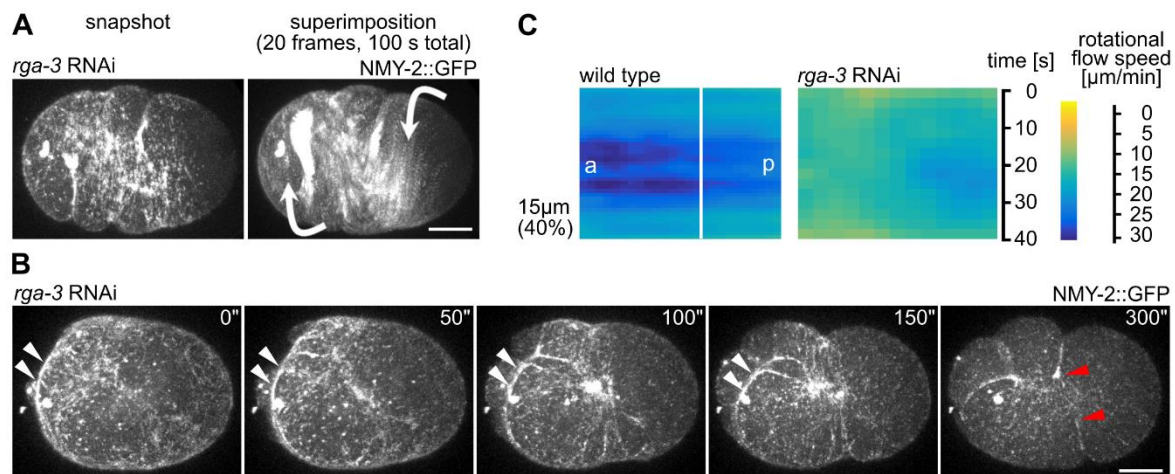 A
snapshot
superimposition
(20 frames, 100 s total)
rga-3 RNAi
NMY-2::GFP
C
wild type
rga-3 RNAi
time [s]
rotational
flow speed
[µm/min]
a
p
15µm
(40%)
0
10
20
30
40
0
5
10
15
20
25
30
B
rga-3 RNAi
NMY-2::GFP
0"
50"
100"
150"
300"